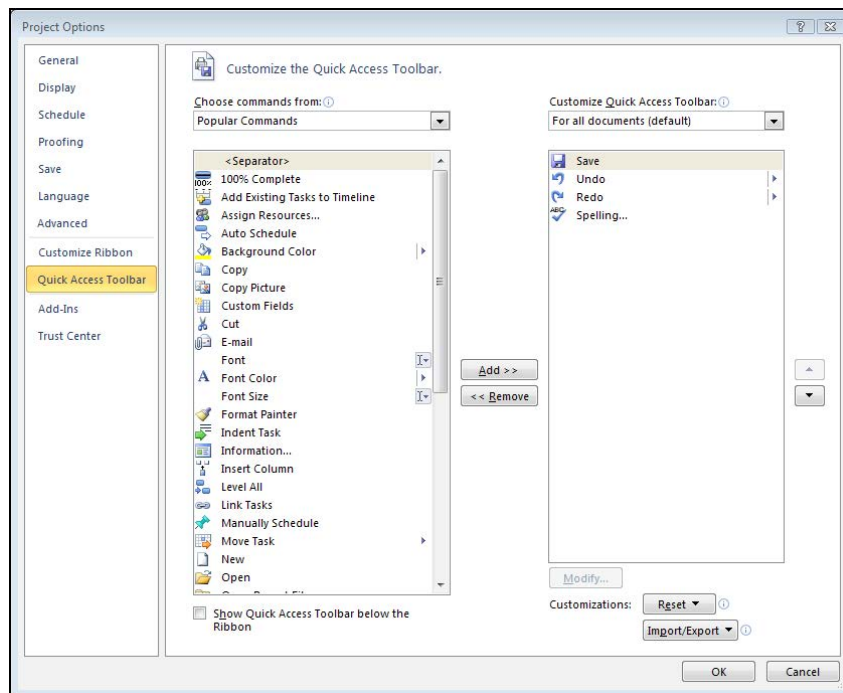 Project Options
General
Display
Schedule
Proofing
Save
Language
Advanced
Customize Ribbon
Quick Access Toolbar
Add-Ins
Trust Center
Customize the Quick Access Toolbar.
Choose commands from:
Popular Commands
<Separator>
100% Complete
Add Existing Tasks to Timeline
Assign Resources...
Auto Schedule
Background Color
Copy
Copy Picture
Custom Fields
Cut
E-mail
Font
Font Color
Font Size
Format Painter
Indent Task
Information...
Insert Column
Level All
Link Tasks
Manually Schedule
Move Task
New
Open
Show Quick Access Toolbar below the
Ribbon
Add >>
<< Remove
Customize Quick Access Toolbar:
For all documents (default)
Save
Undo
Redo
Spelling...
Modify...
Customizations:
Reset
Import/Export
OK
Cancel